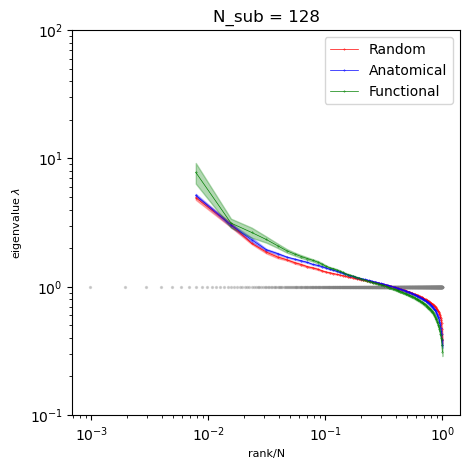 N_sub = 128
10²
10¹
10⁰
10⁻¹
eigenvalue λ
Random
Anatomical
Functional
10⁻³
10⁻²
10⁻¹
10⁰
rank/N